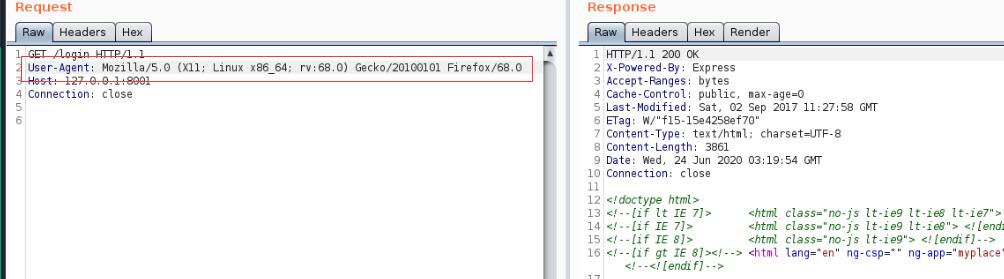 Request
Raw Headers Hex
1 GET /login HTTP/1.1
2 User-Agent: Mozilla/5.0 (X11; Linux x86_64; rv:68.0) Gecko/20100101 Firefox/68.0
3 Host: 127.0.0.1:8001
4 Connection: close
5
6
Response
Raw Headers Hex Render
1 HTTP/1.1 200 OK
2 X-Powered-By: Express
3 Accept-Ranges: bytes
4 Cache-Control: public, max-age=0
5 Last-Modified: Sat, 02 Sep 2017 11:27:58 GMT
6 ETag: W/"f15-15e4258ef70"
7 Content-Type: text/html; charset=UTF-8
8 Content-Length: 3861
9 Date: Wed, 24 Jun 2020 03:19:54 GMT
10 Connection: close
11
12 <!doctype html>
13 <!--[if lt IE 7]> <html class="no-js lt-ie9 lt-ie8 lt-ie7">
14 <!--[if IE 7]> <html class="no-js lt-ie9 lt-ie8"> <![endi
15 <!--[if IE 8]> <html class="no-js lt-ie9"> <![endif]-->
16 <!--[if gt IE 8]><!--> <html lang="en" ng-csp="" ng-app="myplace"
<!--<![endif]-->
17